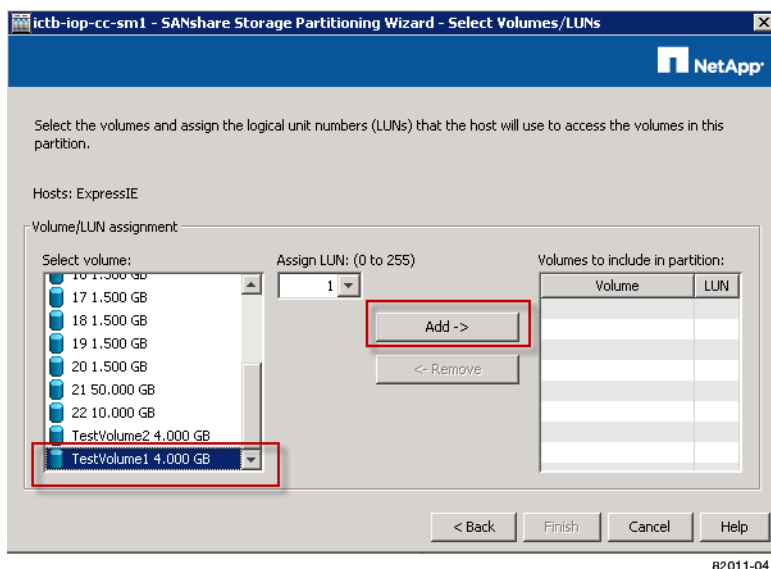 ictb-iop-cc-sm1 - SANshare Storage Partitioning Wizard - Select Volumes/LUNs
NetApp
Select the volumes and assign the logical unit numbers (LUNs) that the host will use to access the volumes in this
partition.
Hosts: ExpressIE
Volume/LUN assignment
Select volume:
Assign LUN: (0 to 255)
Volumes to include in partition:
16 1.500 GB
17 1.500 GB
18 1.500 GB
19 1.500 GB
20 1.500 GB
21 50.000 GB
22 10.000 GB
TestVolume2 4.000 GB
TestVolume1 4.000 GB
1
Add ->
<- Remove
Volume LUN
< Back Finish Cancel Help
82011-04